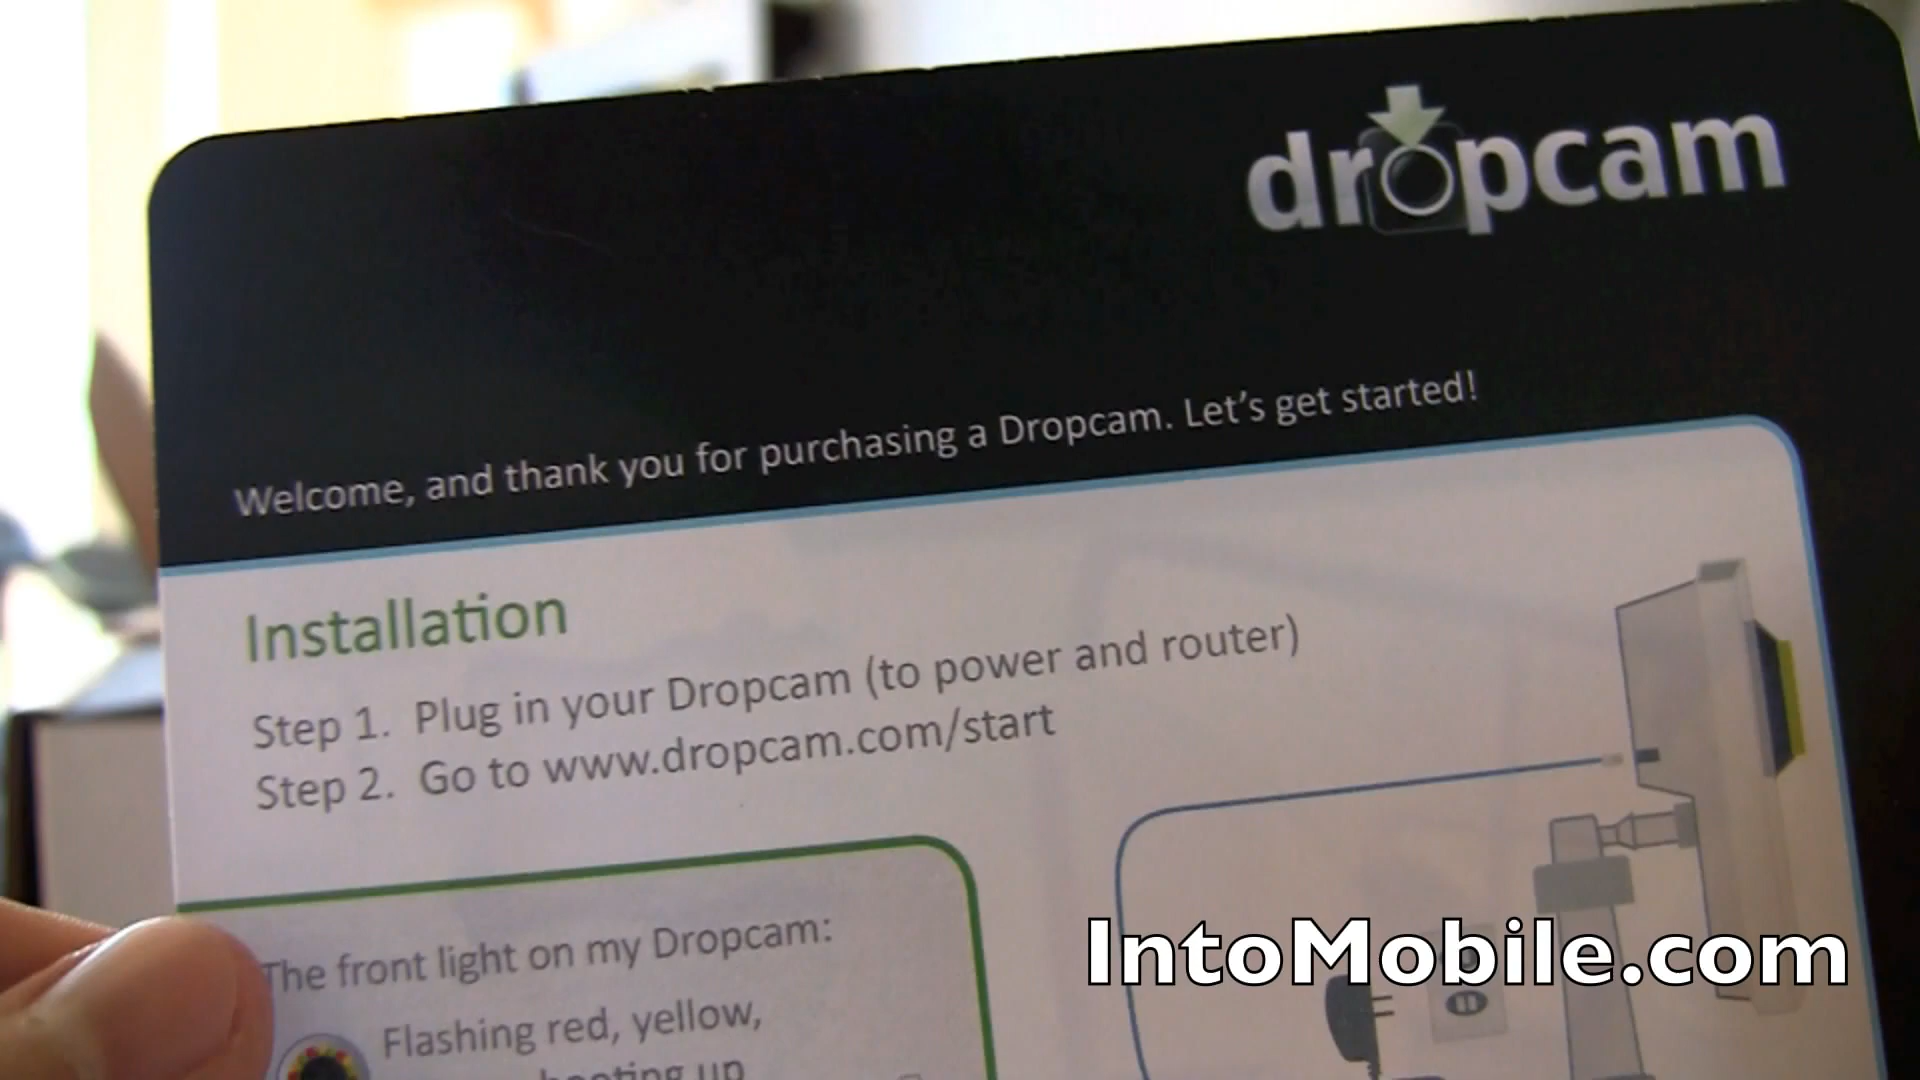 dropcam
Welcome, and thank you for purchasing a Dropcam. Let's get started!
Installation
Step 1. Plug in your Dropcam (to power and router)
Step 2. Go to www.dropcam.com/start
The front light on my Dropcam:
Flashing red, yellow,
booting up
IntoMobile.com